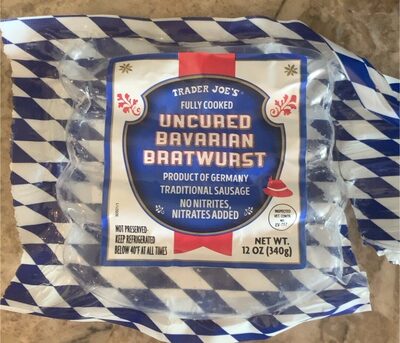 TRADER JOE'S
FULLY COOKED
UNCURED
BAVARIAN
BRATWURST
PRODUCT OF GERMANY
TRADITIONAL SAUSAGE
NO NITRITES,
NITRATES ADDED
NOT PRESERVED-
KEEP REFRIGERATED
BELOW 40°F AT ALL TIMES
NET WT.
12 OZ (340g)